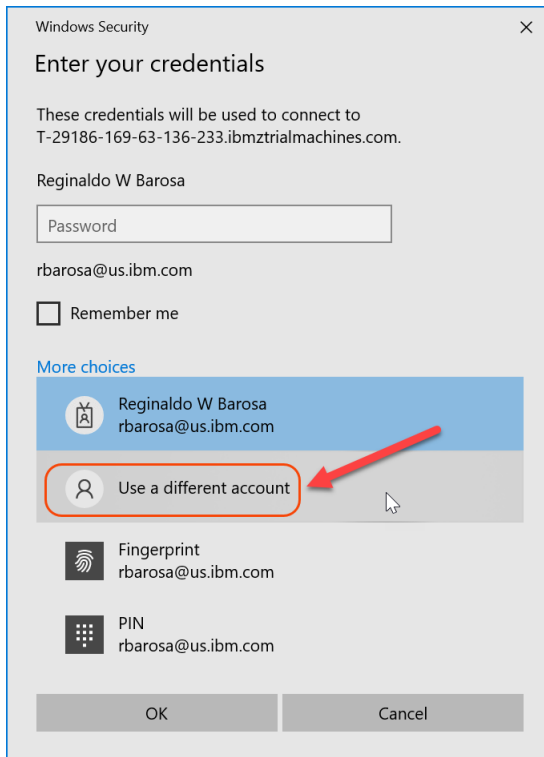 Windows Security
Enter your credentials
These credentials will be used to connect to
T-29186-169-63-136-233.ibmztrialmachines.com.
Reginaldo W Barosa
Password
rbarosa@us.ibm.com
Remember me
More choices
Reginaldo W Barosa
rbarosa@us.ibm.com
Use a different account
Fingerprint
rbarosa@us.ibm.com
PIN
rbarosa@us.ibm.com
OK
Cancel